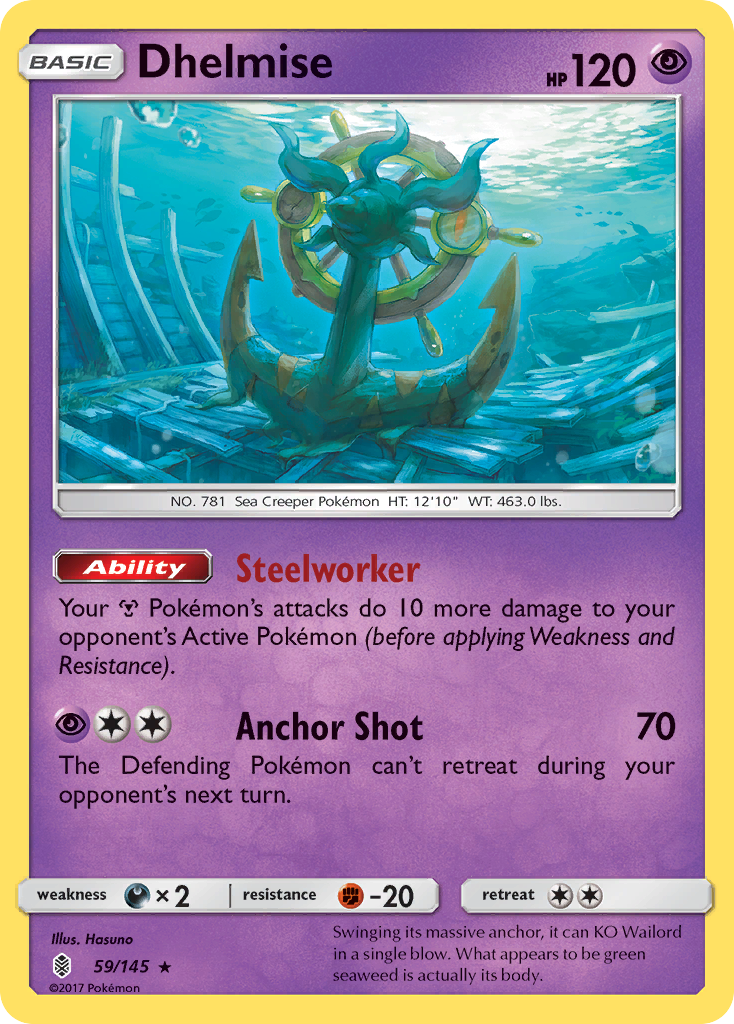 BASIC Dhelmise HP 120
NO. 781 Sea Creeper Pokémon HT: 12'10" WT: 463.0 lbs.
Ability Steelworker
Your Pokémon's attacks do 10 more damage to your
opponent's Active Pokémon (before applying Weakness and
Resistance).
Anchor Shot 70
The Defending Pokémon can't retreat during your
opponent's next turn.
weakness × 2 resistance -20 retreat
Illus. Hasuno
59/145 ★
©2017 Pokémon
Swinging its massive anchor, it can KO Wailord
in a single blow. What appears to be green
seaweed is actually its body.